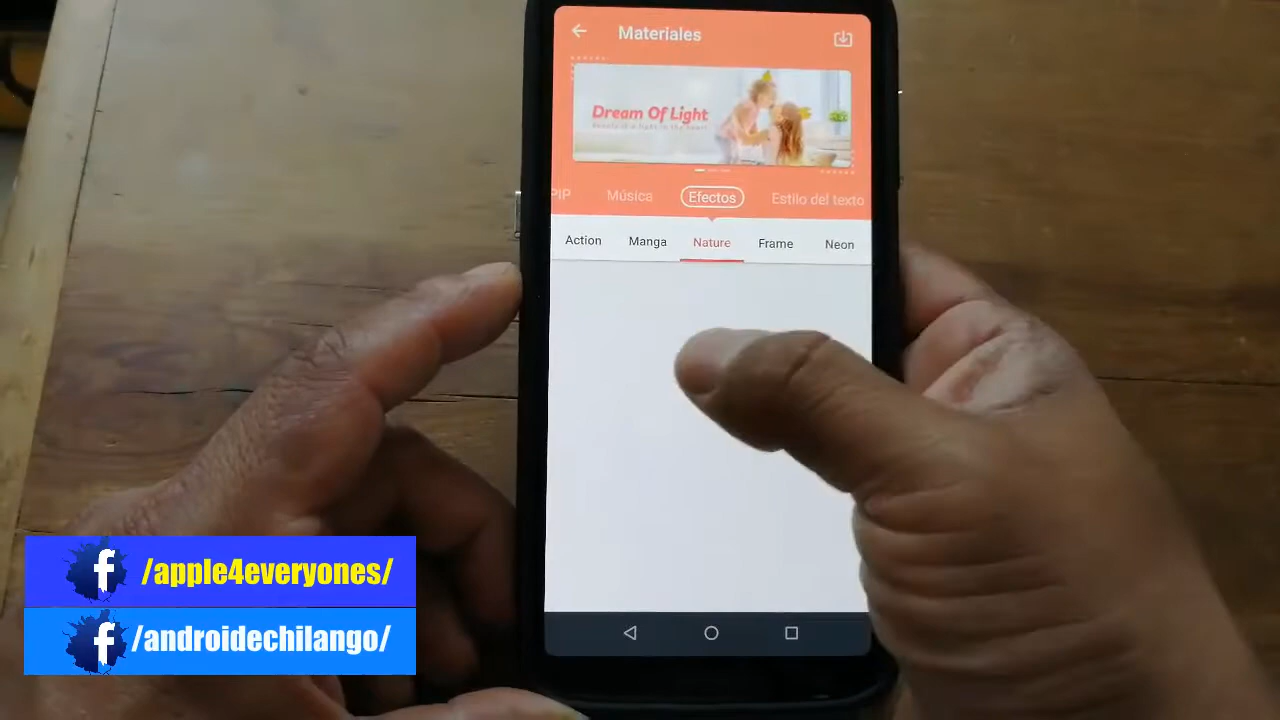 Materiales
Dream Of Light
PIP Música Efectos Estilo del texto
Action Manga Nature Frame Neon
f /apple4everyones/
f /androidechilango/